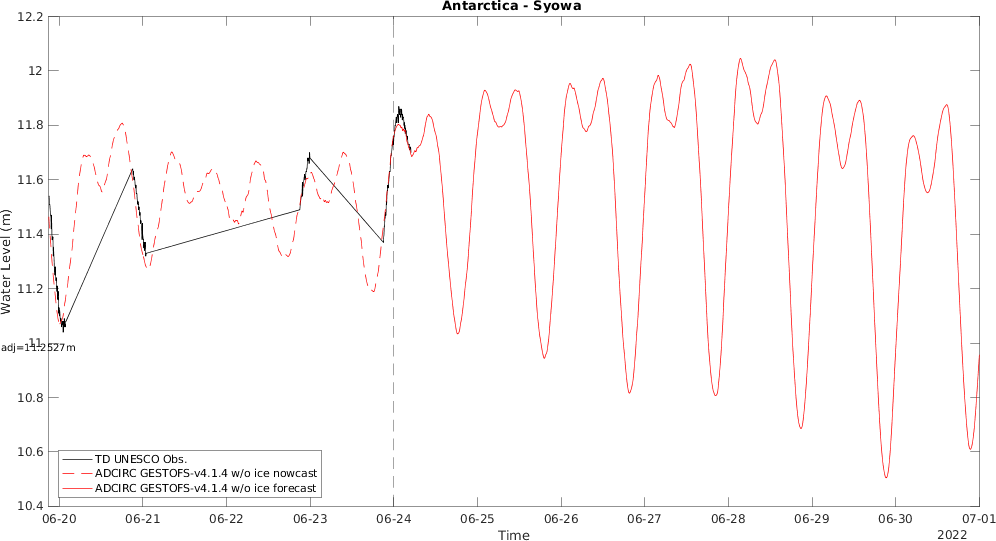 Antarctica - Syowa
12.2
12
11.8
11.6
11.4
11.2
11
10.8
10.6
10.4
Water Level (m)
adj=11.2527m
TD UNESCO Obs.
ADCIRC GESTOFS-v4.1.4 w/o ice nowcast
ADCIRC GESTOFS-v4.1.4 w/o ice forecast
06-20 06-21 06-22 06-23 06-24 06-25 06-26 06-27 06-28 06-29 06-30 07-01
Time
2022